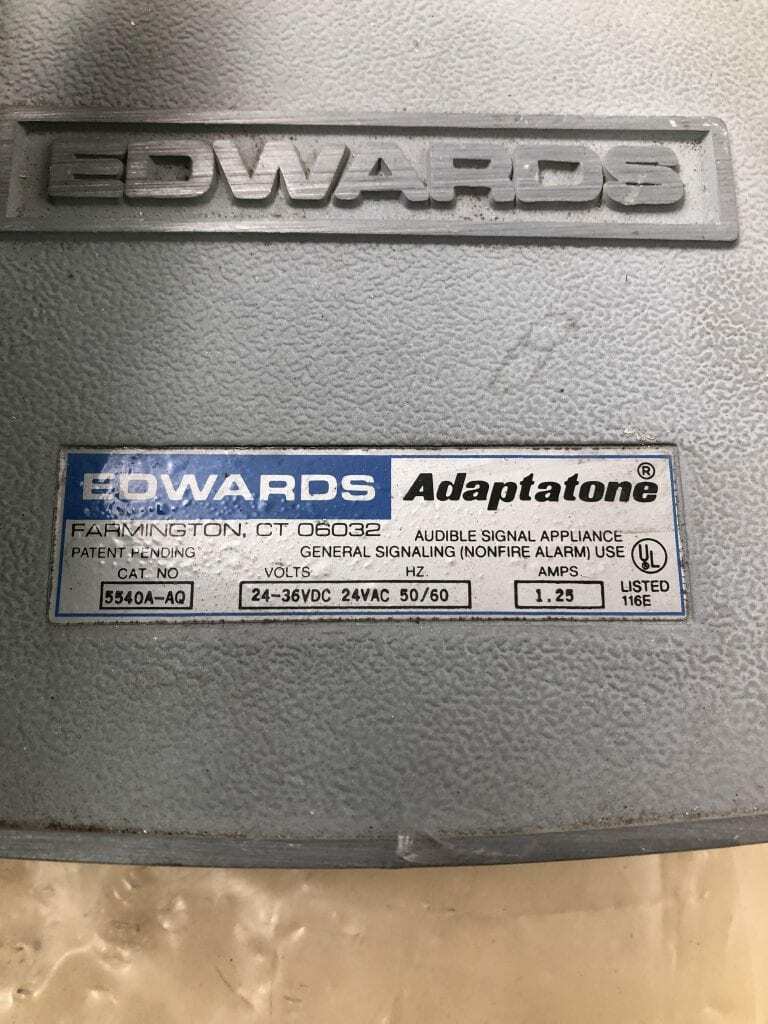 EDWARDS
EDWARDS Adaptatone®
FARMINGTON, CT 06032 AUDIBLE SIGNAL APPLIANCE
PATENT PENDING GENERAL SIGNALING (NONFIRE ALARM) USE UL
CAT. NO VOLTS HZ. AMPS. LISTED
5540A-AQ 24-36VDC 24VAC 50/60 1.25 116E